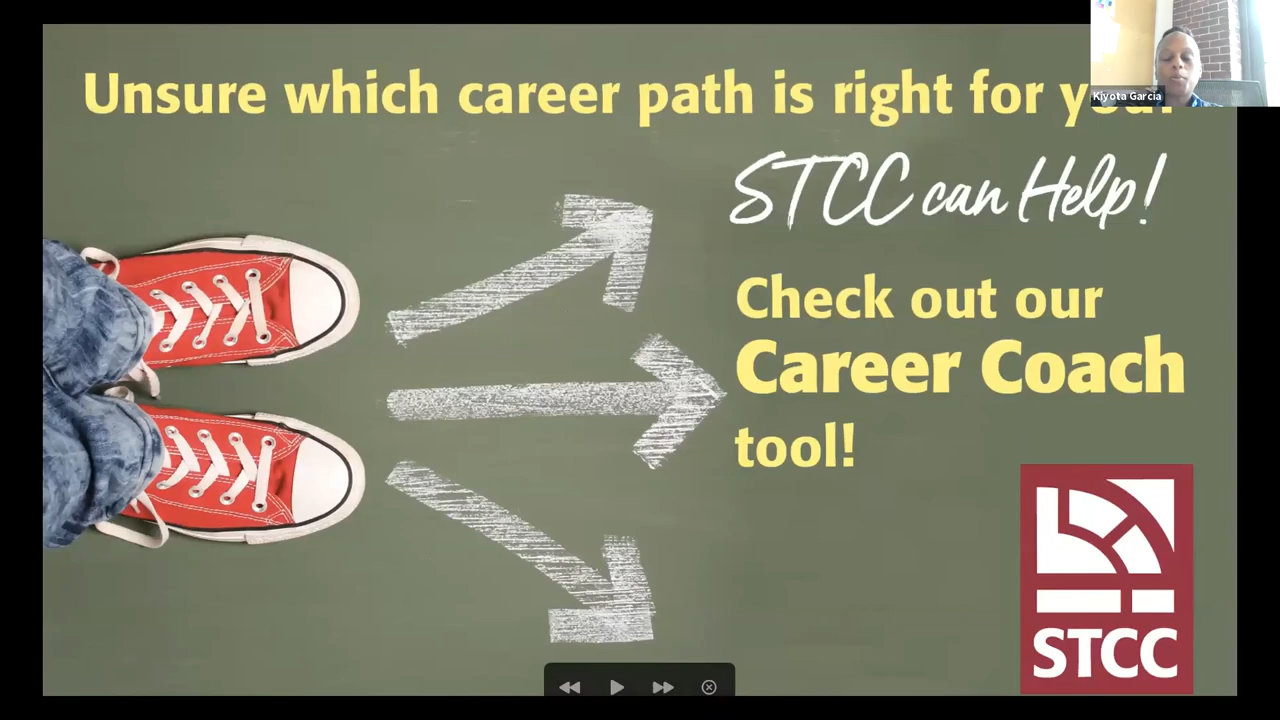 Unsure which career path is right for you?
Kiyota Garcia
STCC can Help!
Check out our
Career Coach
tool!
STCC